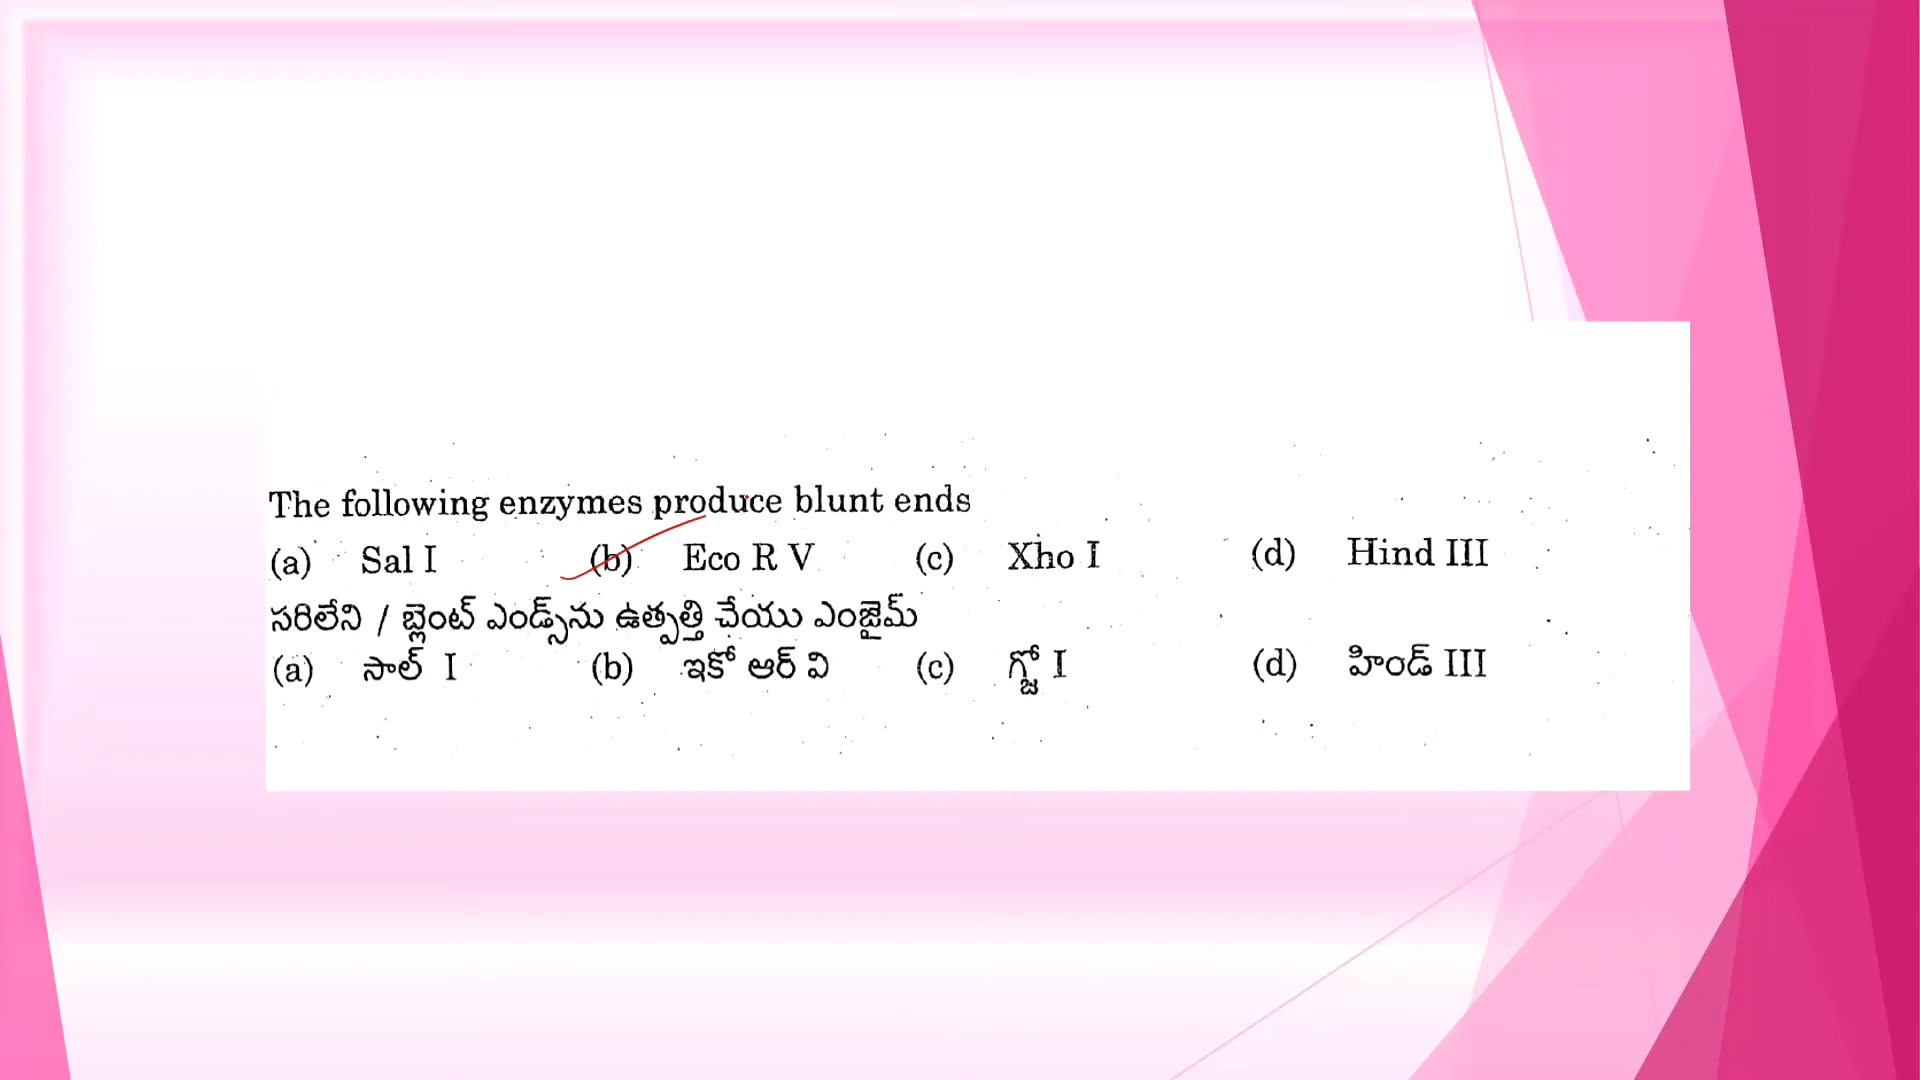 The following enzymes produce blunt ends
(a) Sal I (b) Eco R V (c) Xho I (d) Hind III
సరిలేని / బ్లెంట్ ఎండ్స్‌ను ఉత్పత్తి చేయు ఎంజైమ్
(a) సాల్ I (b) ఇకో ఆర్ వి (c) గ్జో I (d) హిండ్ III